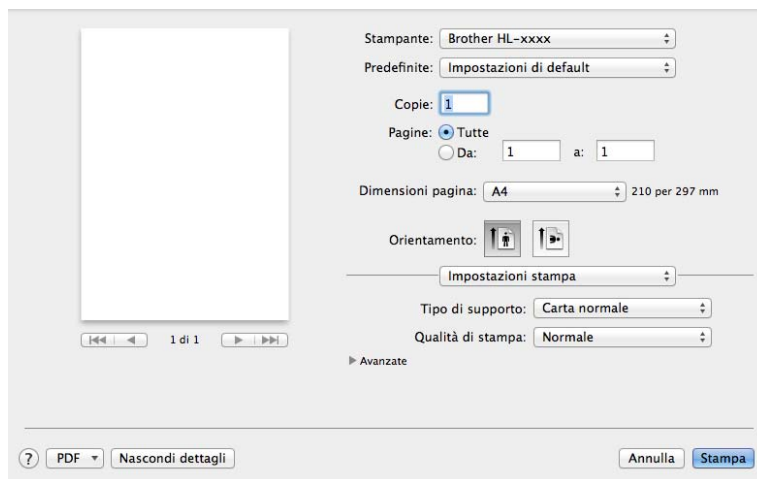 Stampante: Brother HL-xxxx
Predefinite: Impostazioni di default
Copie: 1
Pagine: Tutte
Da: 1 a: 1
Dimensioni pagina: A4 210 per 297 mm
Orientamento:
Impostazioni stampa
Tipo di supporto: Carta normale
Qualità di stampa: Normale
Avanzate
1 di 1
? PDF Nascondi dettagli Annulla Stampa